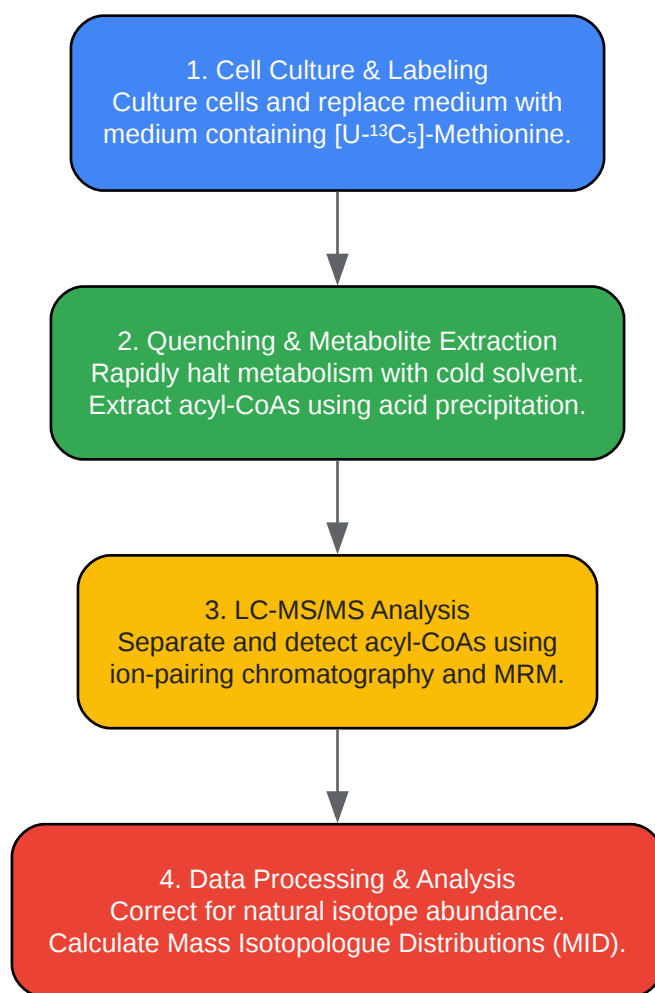 1. Cell Culture & Labeling
Culture cells and replace medium with
medium containing [U-¹³C₅]-Methionine.
2. Quenching & Metabolite Extraction
Rapidly halt metabolism with cold solvent.
Extract acyl-CoAs using acid precipitation.
3. LC-MS/MS Analysis
Separate and detect acyl-CoAs using
ion-pairing chromatography and MRM.
4. Data Processing & Analysis
Correct for natural isotope abundance.
Calculate Mass Isotopologue Distributions (MID).